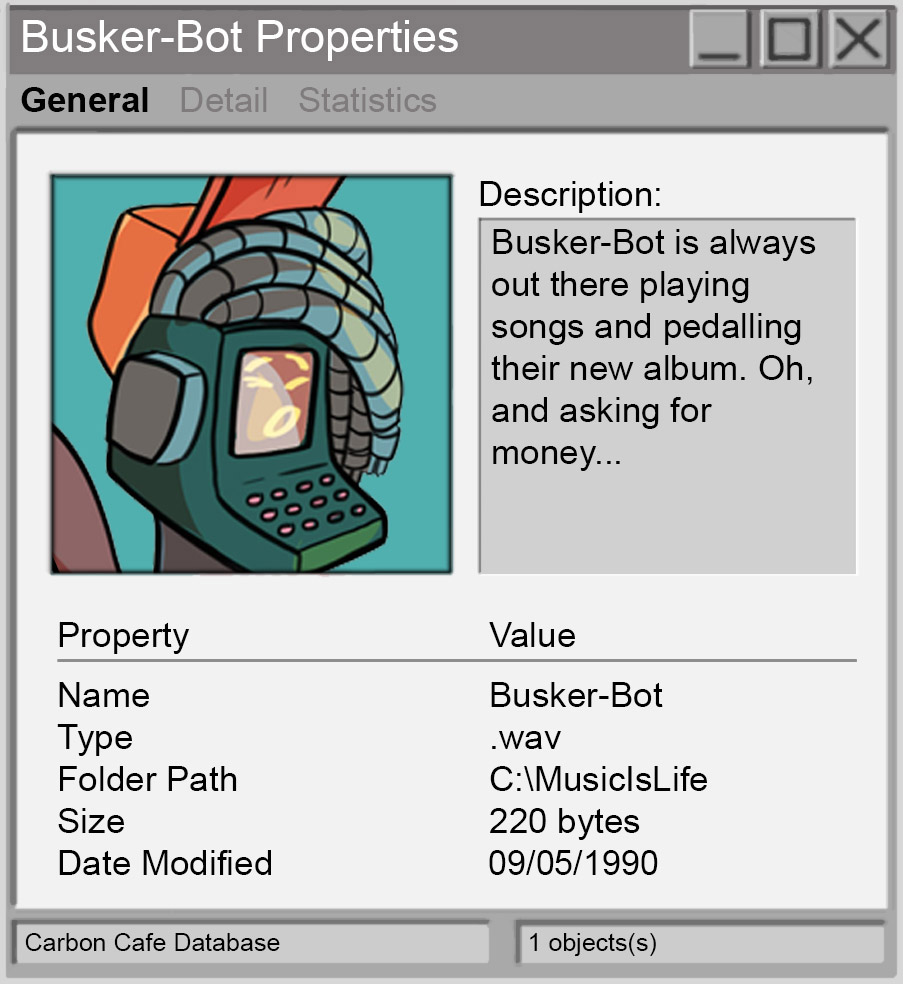 Busker-Bot Properties
General Detail Statistics
Description:
Busker-Bot is always
out there playing
songs and pedalling
their new album. Oh,
and asking for
money...
Property Value
Name Busker-Bot
Type .wav
Folder Path C:\MusicIsLife
Size 220 bytes
Date Modified 09/05/1990
Carbon Cafe Database 1 objects(s)